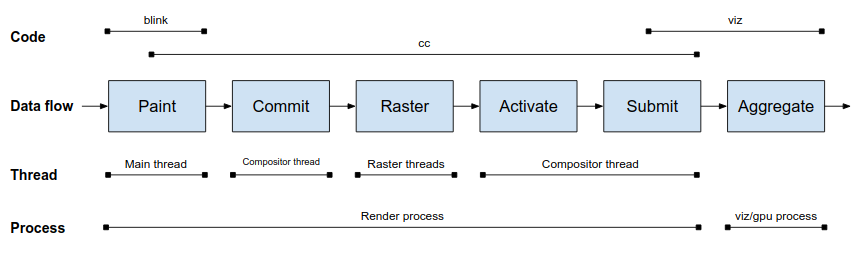 Code
blink
cc
viz
Data flow
Paint
Commit
Raster
Activate
Submit
Aggregate
Thread
Main thread
Compositor thread
Raster threads
Compositor thread
Process
Render process
viz/gpu process